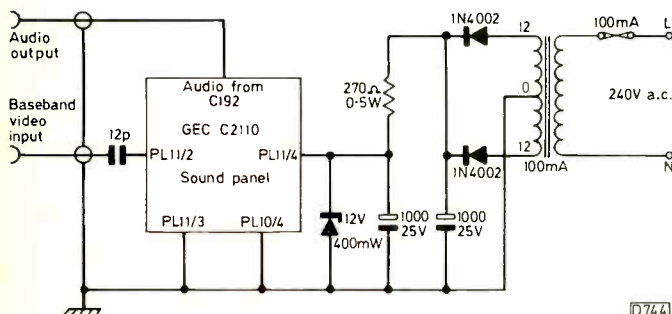 Audio output
Baseband video input
12p
Audio from C192
GEC C2110
PL11/2
PL11/4
Sound panel
PL11/3
PL10/4
12V
400mW
270Ω
0·5W
1000
25V
1000
25V
1N4002
1N4002
12
0
12
100mA
100mA
L
240V a.c.
N
D744